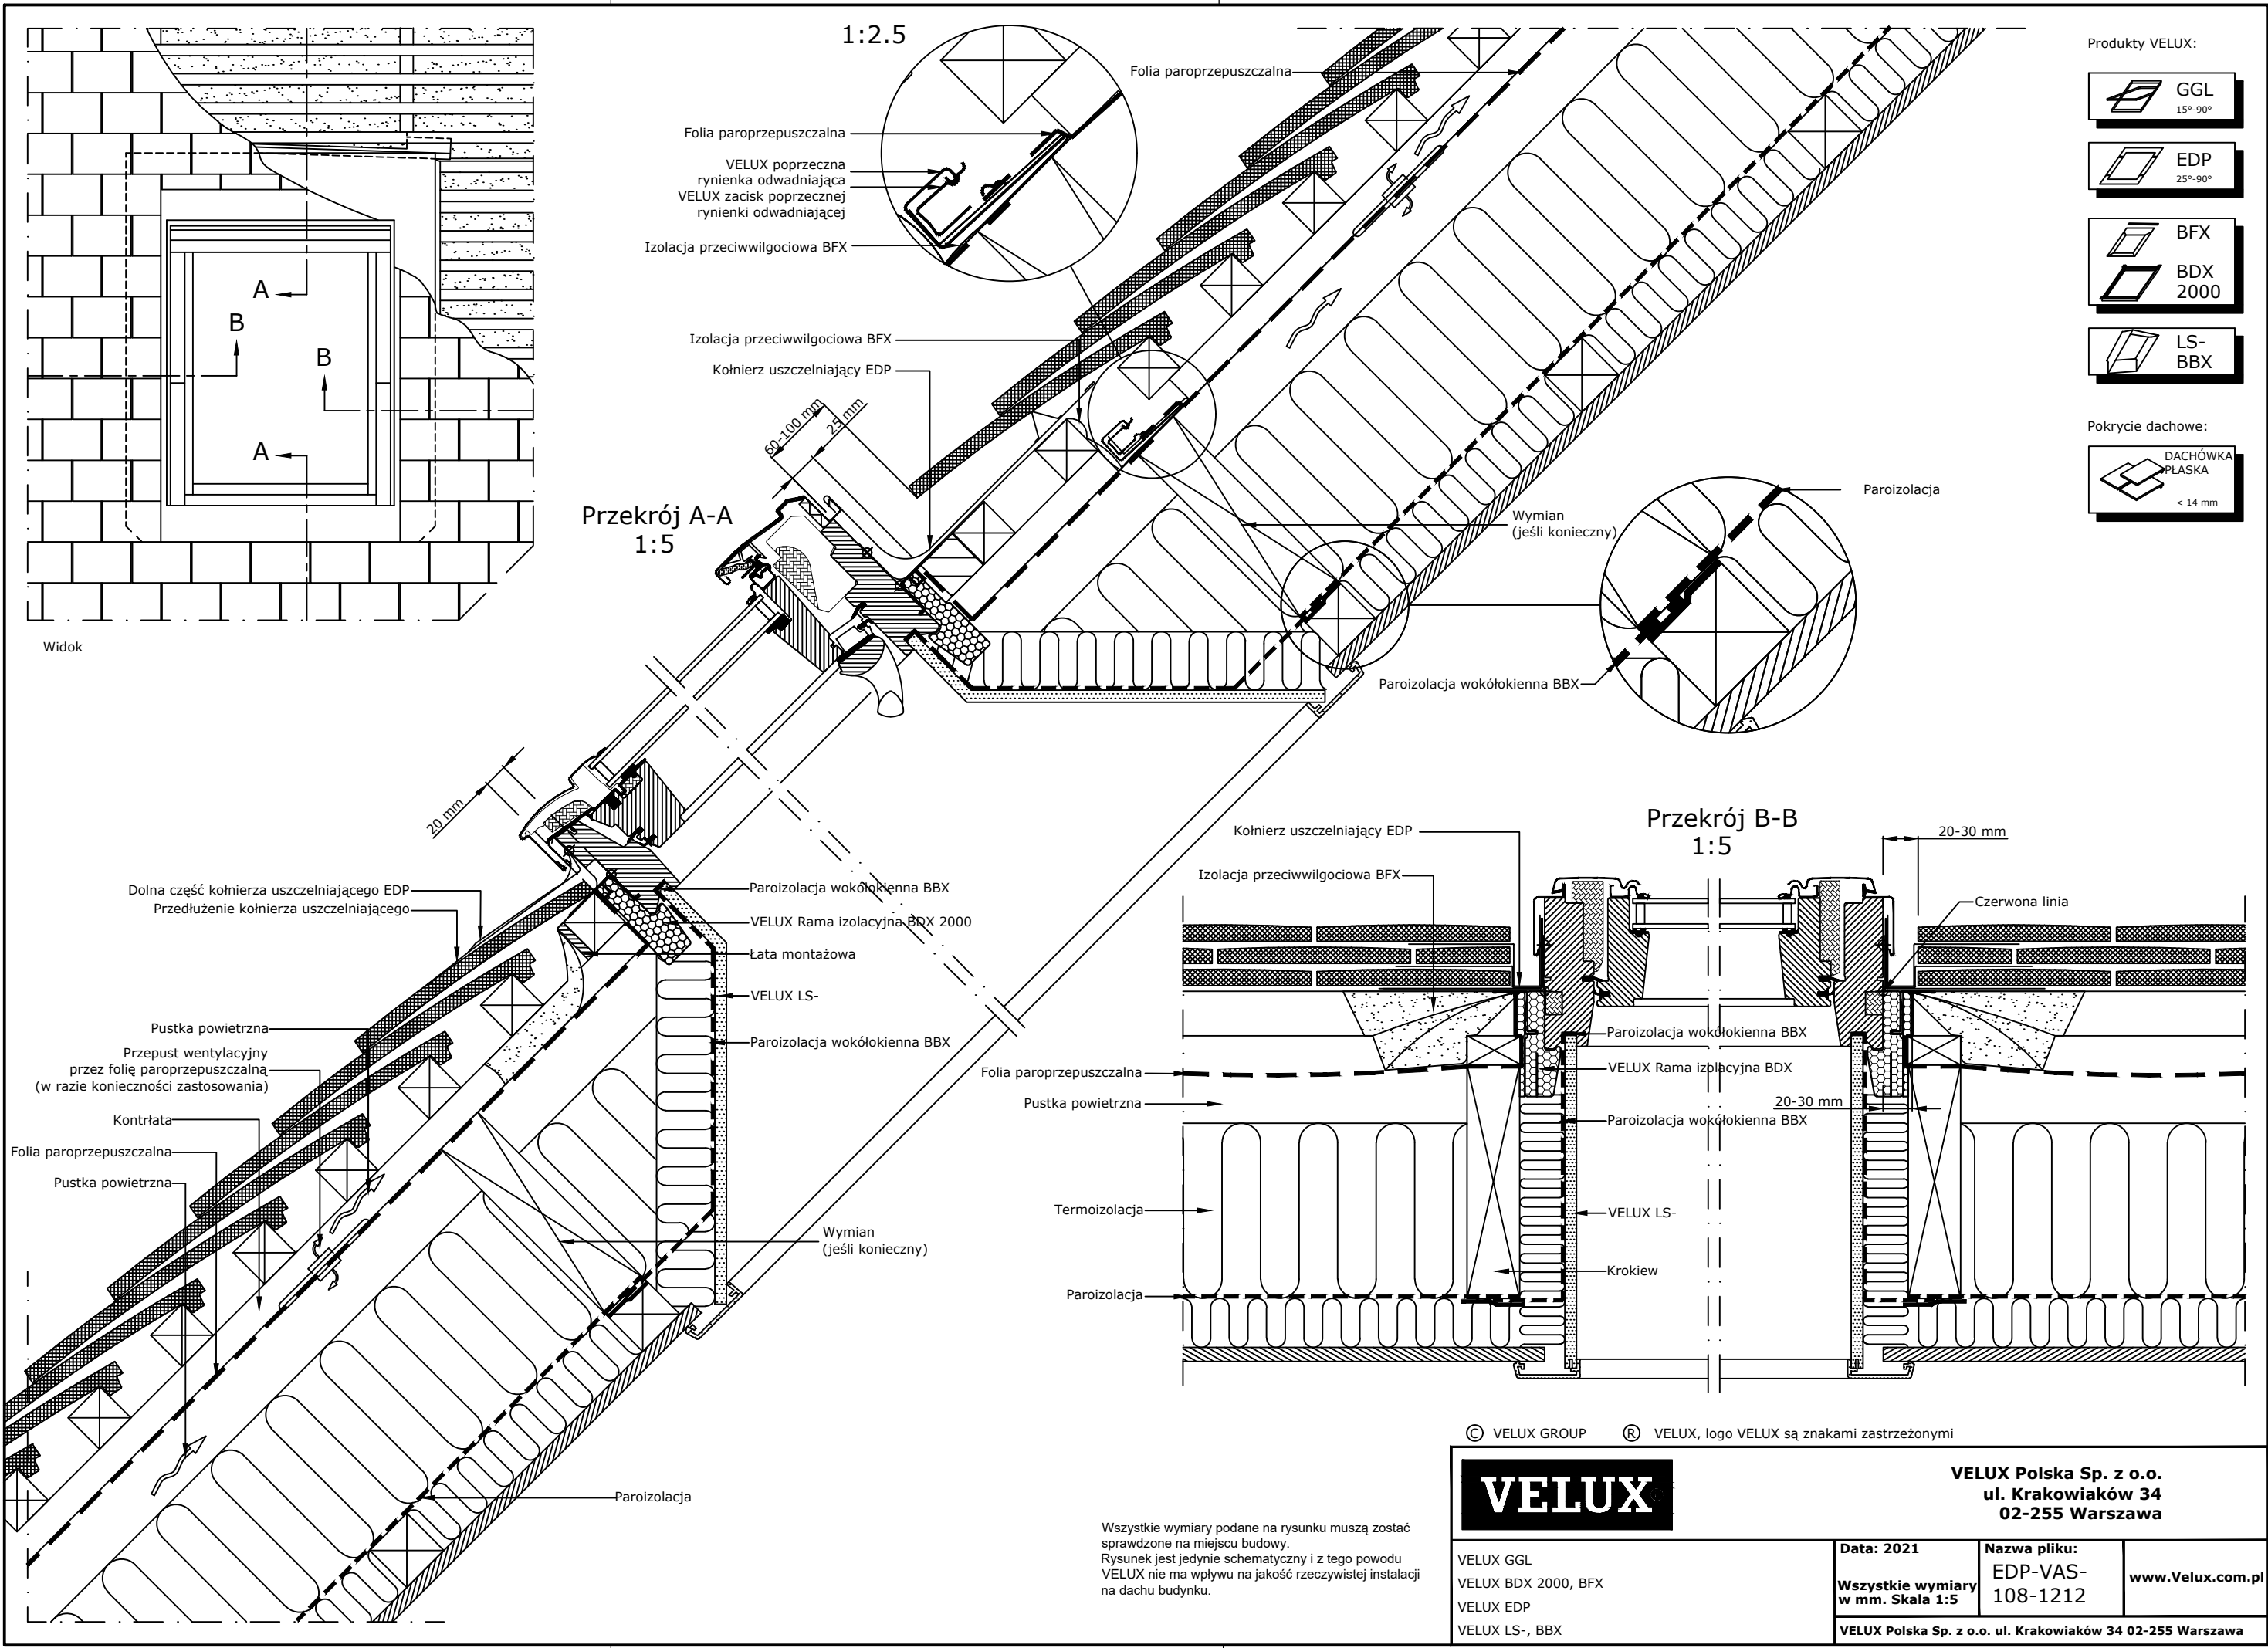 1:2.5
Folia paroprzepuszczalna
Folia paroprzepuszczalna
VELUX poprzeczna
rynienka odwadniająca
VELUX zacisk poprzecznej
rynienki odwadniającej
Izolacja przeciwwilgociowa BFX
Izolacja przeciwwilgociowa BFX
Kołnierz uszczelniający EDP
60-100 mm
25 mm
A
B
B
A
Widok
Przekrój A-A
1:5
Wymian
(jeśli konieczny)
Paroizolacja
Paroizolacja wokółokienna BBX
Produkty VELUX:
GGL
15°-90°
EDP
25°-90°
BFX
BDX
2000
LS-
BBX
Pokrycie dachowe:
DACHÓWKA
PŁASKA
< 14 mm
20 mm
Dolna część kołnierza uszczelniającego EDP
Przedłużenie kołnierza uszczelniającego
Paroizolacja wokółokienna BBX
VELUX Rama izolacyjna BDX 2000
Łata montażowa
VELUX LS-
Paroizolacja wokółokienna BBX
Pustka powietrzna
Przepust wentylacyjny
przez folię paroprzepuszczalną
(w razie konieczności zastosowania)
Kontrłata
Folia paroprzepuszczalna
Pustka powietrzna
Wymian
(jeśli konieczny)
Paroizolacja
Przekrój B-B
1:5
Kołnierz uszczelniający EDP
20-30 mm
Izolacja przeciwwilgociowa BFX
Czerwona linia
Paroizolacja wokółokienna BBX
Folia paroprzepuszczalna
VELUX Rama izolacyjna BDX
Pustka powietrzna
20-30 mm
Paroizolacja wokółokienna BBX
Termoizolacja
VELUX LS-
Krokiew
Paroizolacja
© VELUX GROUP ® VELUX, logo VELUX są znakami zastrzeżonymi
Wszystkie wymiary podane na rysunku muszą zostać
sprawdzone na miejscu budowy.
Rysunek jest jedynie schematyczny i z tego powodu
VELUX nie ma wpływu na jakość rzeczywistej instalacji
na dachu budynku.
VELUX
VELUX Polska Sp. z o.o.
ul. Krakowiaków 34
02-255 Warszawa
VELUX GGL
VELUX BDX 2000, BFX
VELUX EDP
VELUX LS-, BBX
Data: 2021
Wszystkie wymiary
w mm. Skala 1:5
Nazwa pliku:
EDP-VAS-
108-1212
www.Velux.com.pl
VELUX Polska Sp. z o.o. ul. Krakowiaków 34 02-255 Warszawa